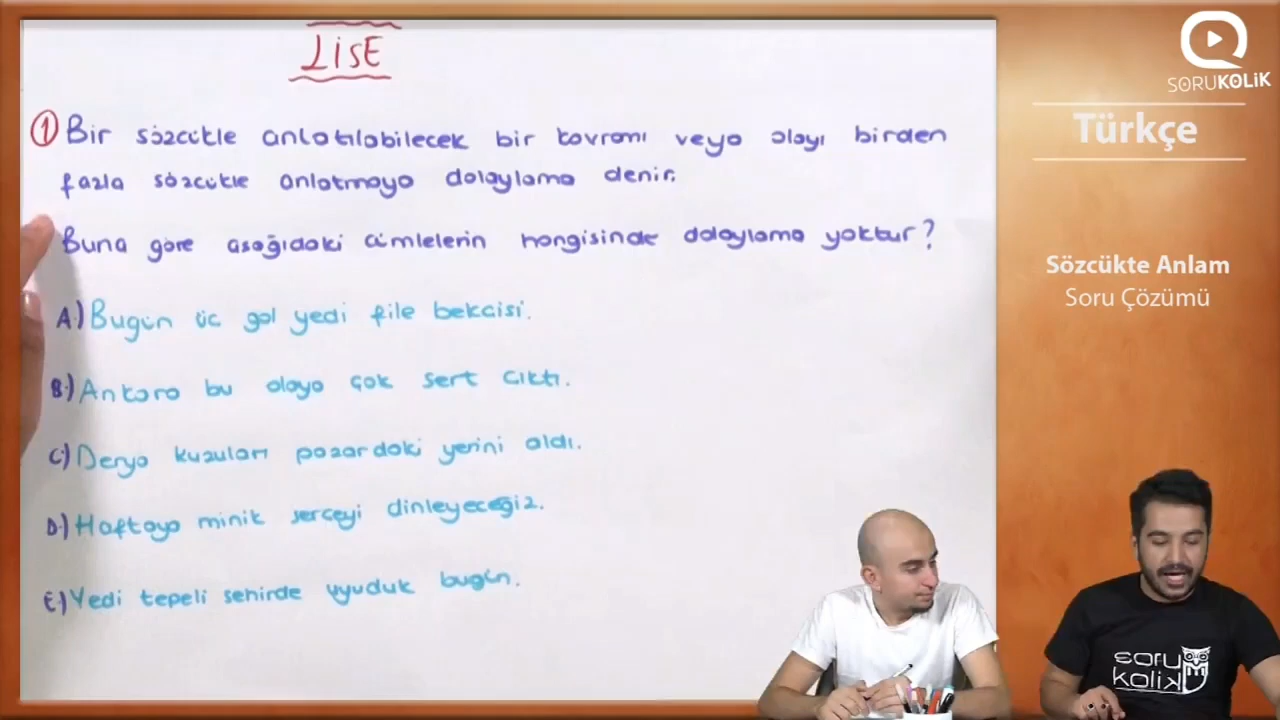 LİSE
1 Bir sözcükle anlatılabilecek bir kavramı veya olayı birden
fazla sözcükle anlatmaya dolaylama denir.
Buna göre aşağıdaki cümlelerin hangisinde dolaylama yoktur?
A) Bugün üç gol yedi file bekçisi.
B) Ankara bu olaya çok sert çıktı.
C) Derya kuzuları pazardaki yerini aldı.
D) Haftaya minik serçeyi dinleyeceğiz.
E) Yedi tepeli şehirde uyuduk bugün.
SORUKOLİK
Türkçe
Sözcükte Anlam
Soru Çözümü
soru
kolik